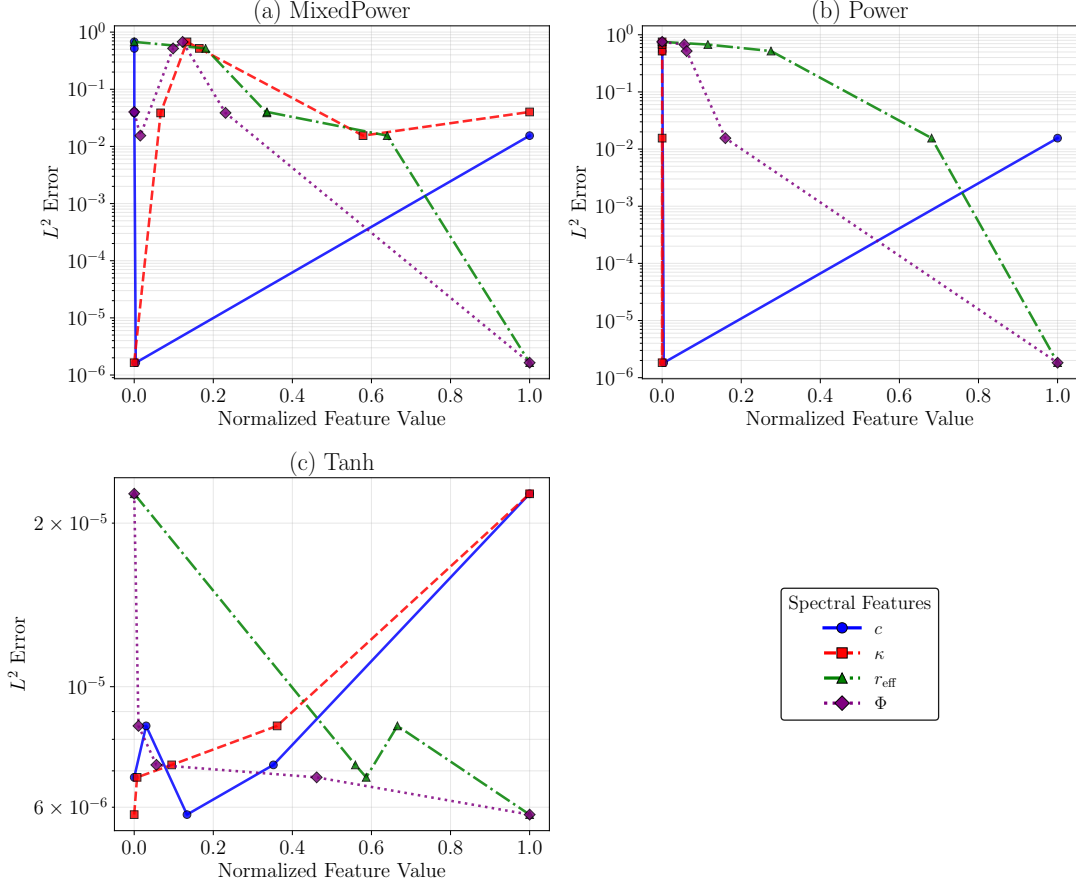 (a) MixedPower
10^0
10^{-1}
10^{-2}
10^{-3}
10^{-4}
10^{-5}
10^{-6}
L^2 Error
0.0 0.2 0.4 0.6 0.8 1.0
Normalized Feature Value
(b) Power
10^0
10^{-1}
10^{-2}
10^{-3}
10^{-4}
10^{-5}
10^{-6}
L^2 Error
0.0 0.2 0.4 0.6 0.8 1.0
Normalized Feature Value
(c) Tanh
2 × 10^{-5}
10^{-5}
6 × 10^{-6}
L^2 Error
0.0 0.2 0.4 0.6 0.8 1.0
Normalized Feature Value
Spectral Features
c
κ
r_{eff}
Φ